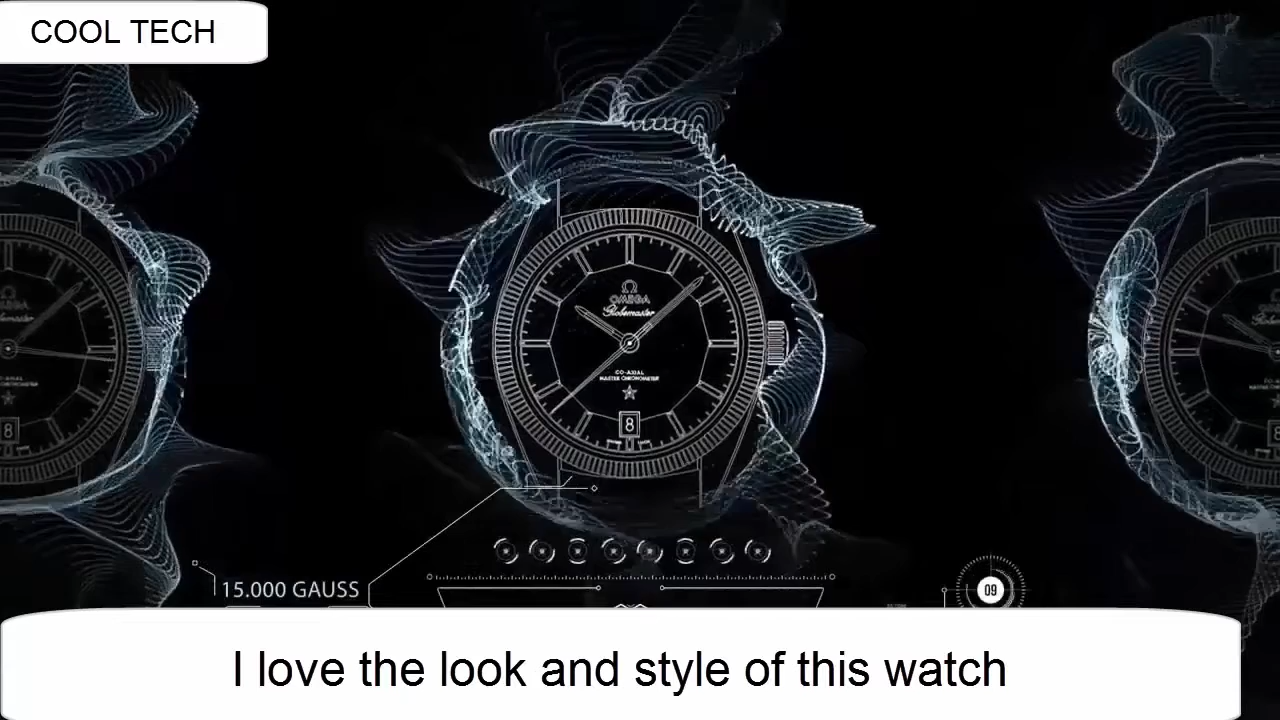 COOL TECH
OMEGA
Globemaster
CO-AXIAL
MASTER CHRONOMETER
8
8
15.000 GAUSS
09
I love the look and style of this watch